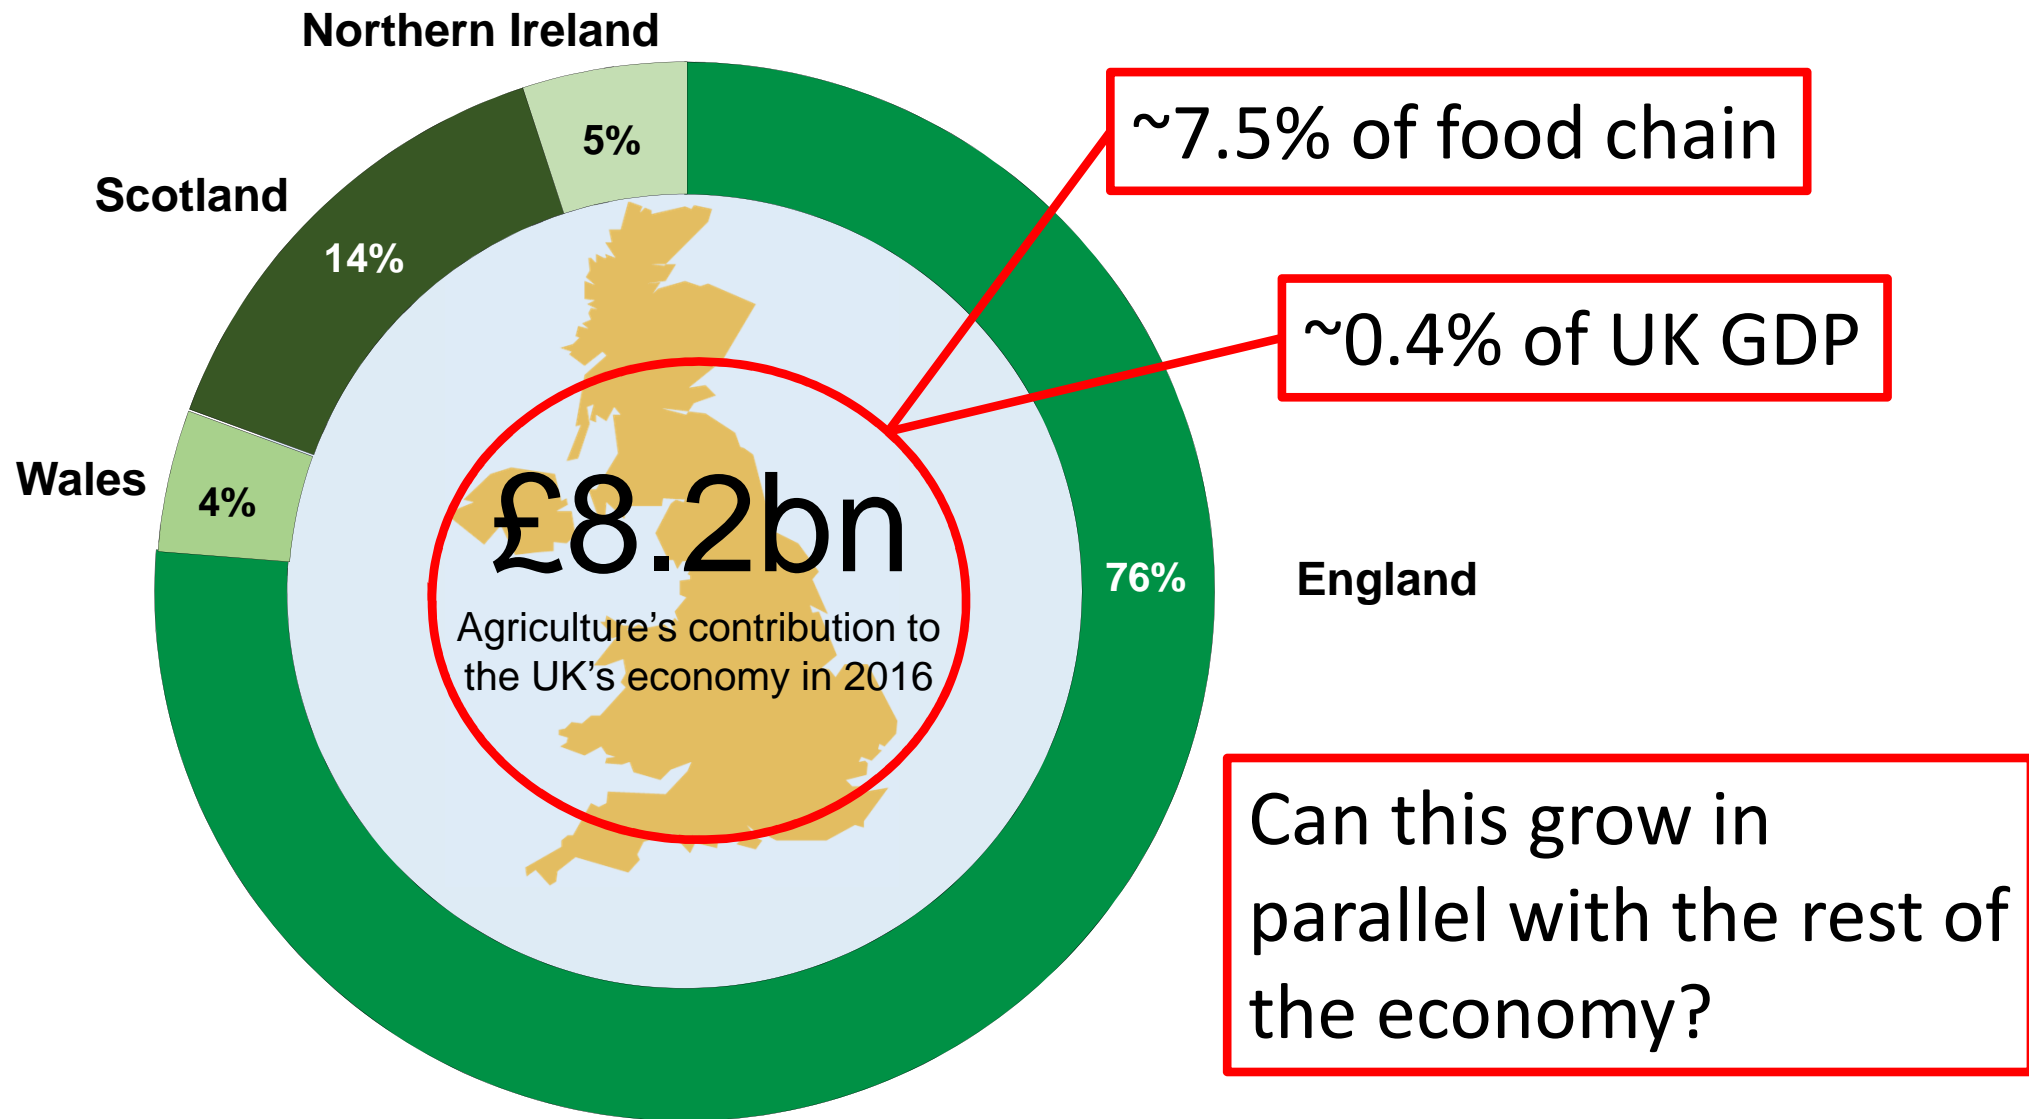 Northern Ireland
5%
~7.5% of food chain
Scotland
14%
~0.4% of UK GDP
Wales
4%
£8.2bn
Agriculture’s contribution to
the UK’s economy in 2016
76%
England
Can this grow in
parallel with the rest of
the economy?